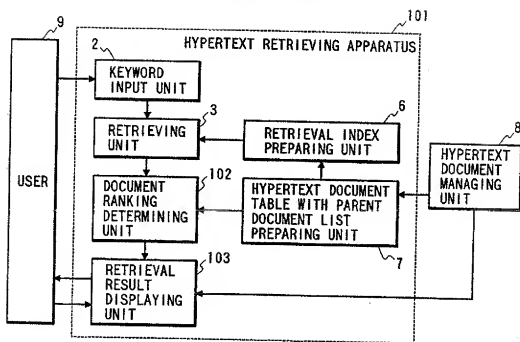 101
9
HYPERTEXT RETRIEVING APPARATUS
2
KEYWORD
INPUT UNIT
3
RETRIEVING
UNIT
6
RETRIEVAL INDEX
PREPARING UNIT
8
HYPERTEXT
DOCUMENT
MANAGING
UNIT
USER
102
DOCUMENT
RANKING
DETERMINING
UNIT
HYPERTEXT DOCUMENT
TABLE WITH PARENT
DOCUMENT LIST
PREPARING UNIT
7
103
RETRIEVAL
RESULT
DISPLAYING
UNIT